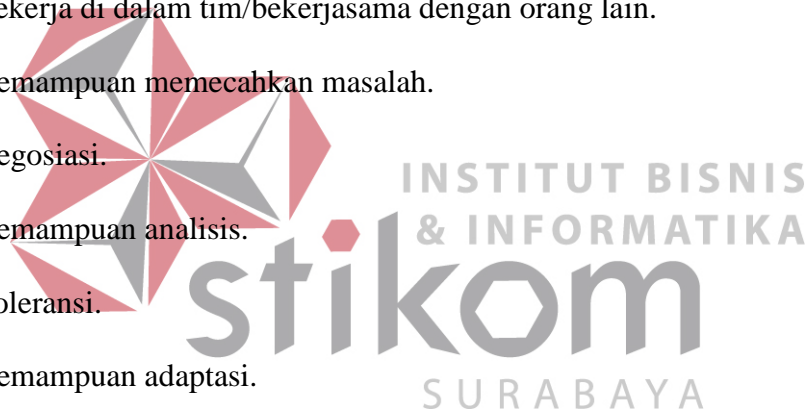 ekerja di dalam tim/bekerjasama dengan orang lain.
emampuan memecahkan masalah.
egosiasi.
INSTITUT BISNIS
emampuan analisis.
& INFORMATIKA
stikom
oleransi.
emampuan adaptasi.
SURABAYA